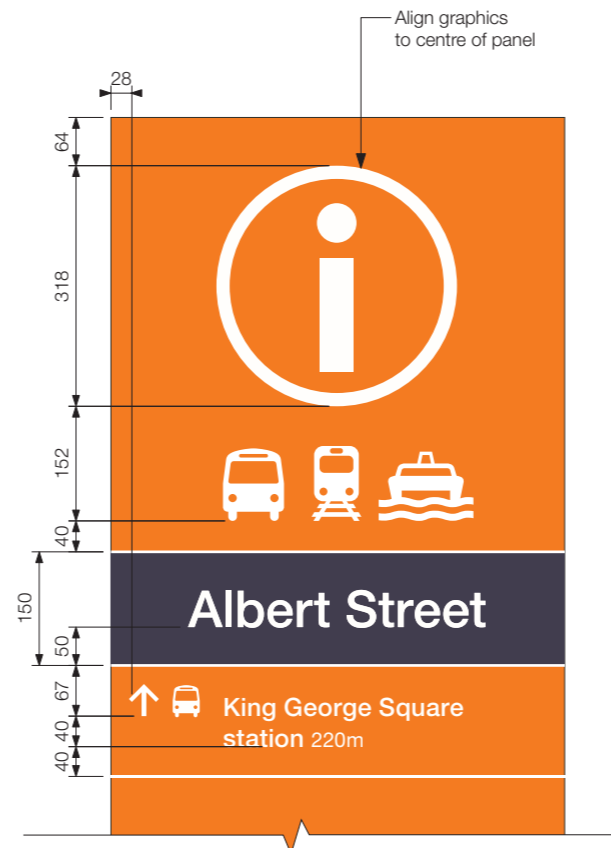 Align graphics
to centre of panel
28
64
318
152
40
150
50
67
40
40
i
Albert Street
King George Square
station 220m